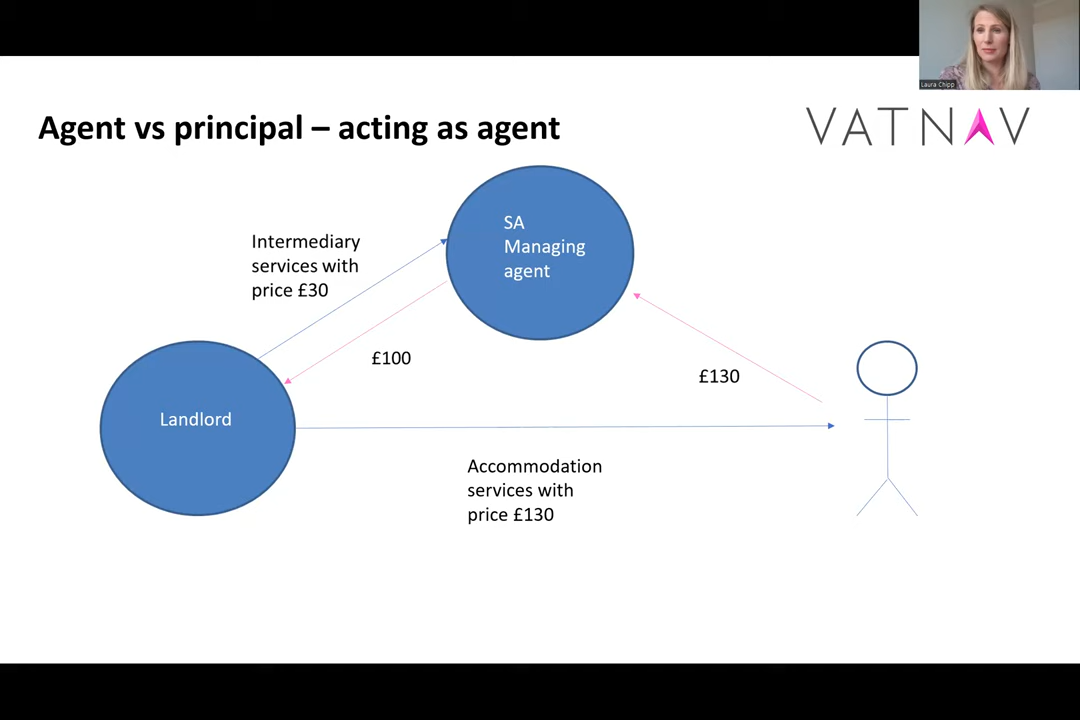 Laura Chipp
Agent vs principal – acting as agent
VATNAV
SA
Managing
agent
Intermediary
services with
price £30
£100
£130
Landlord
Accommodation
services with
price £130